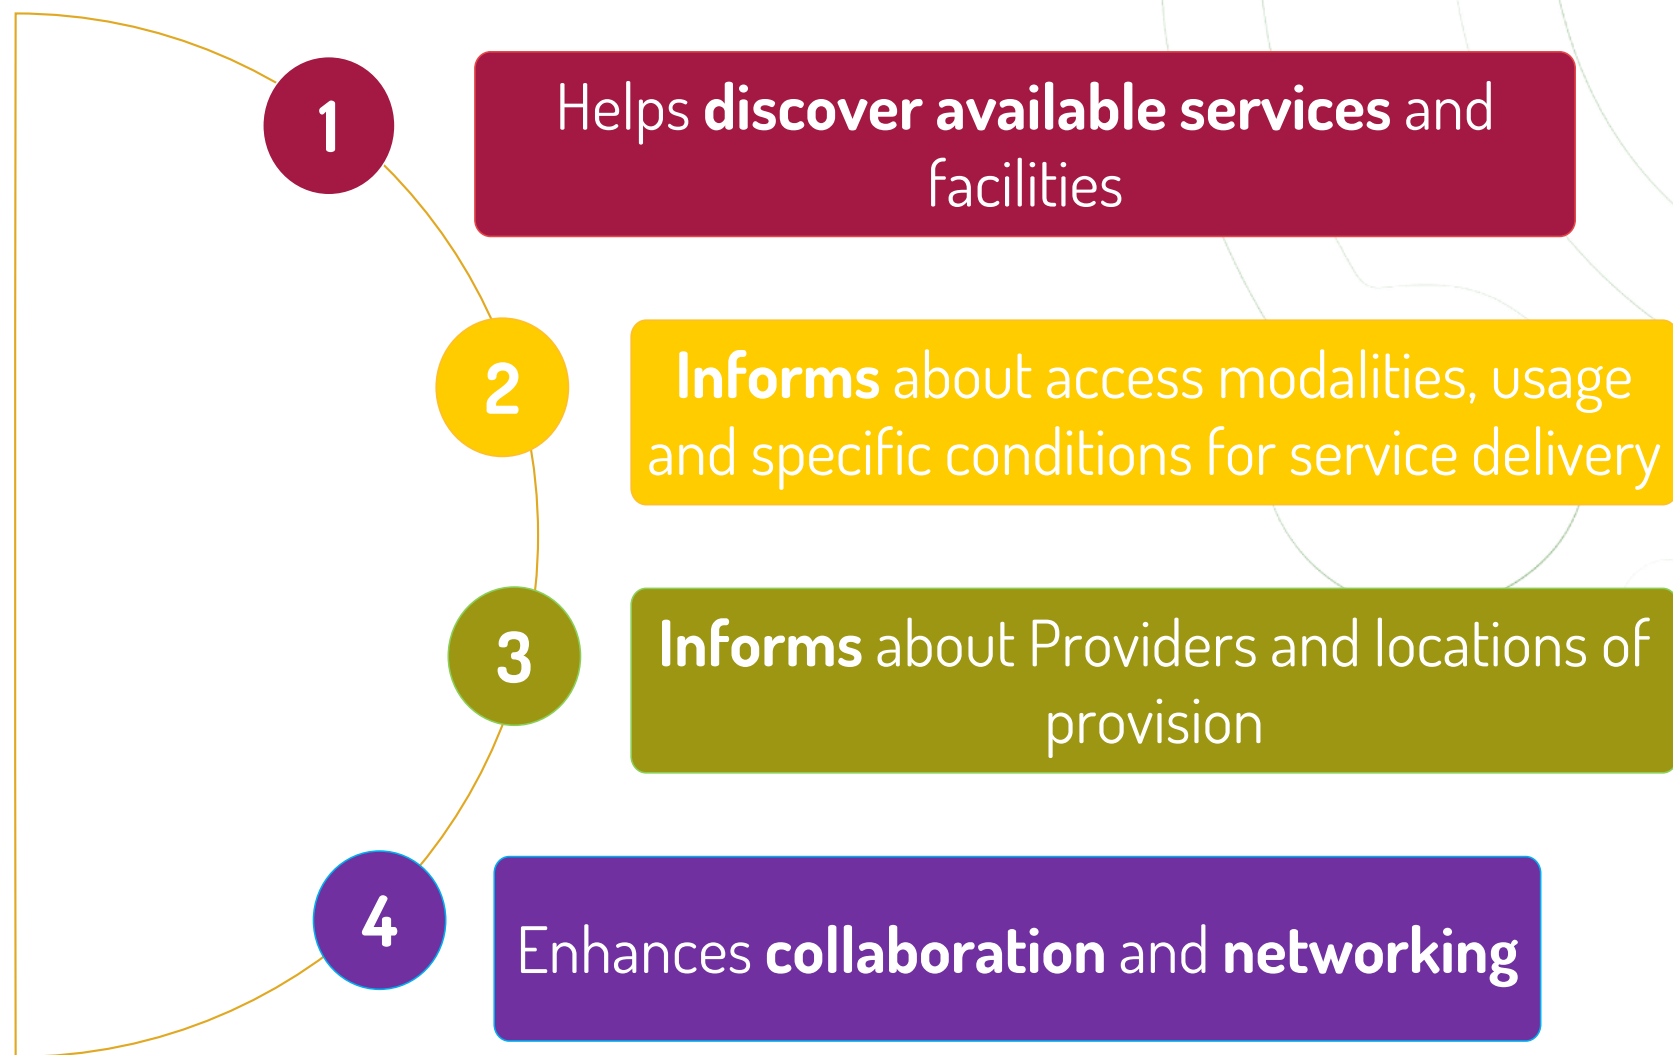 1
Helps discover available services and
facilities
2
Informs about access modalities, usage
and specific conditions for service delivery
3
Informs about Providers and locations of
provision
4
Enhances collaboration and networking